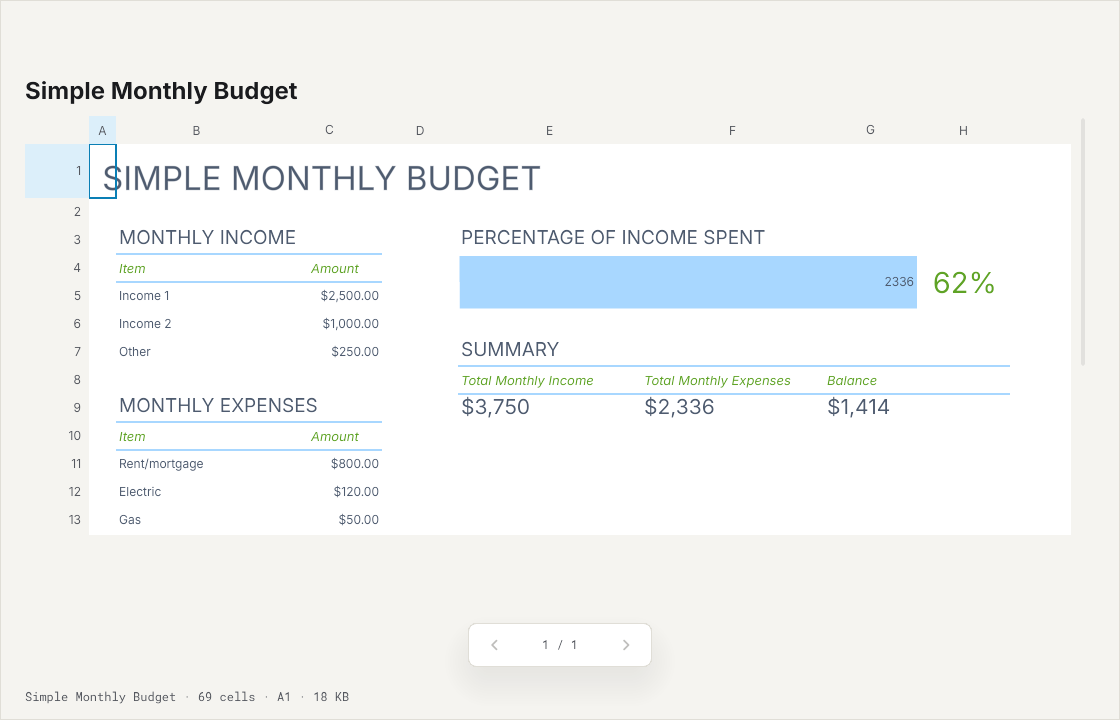 Simple Monthly Budget
A B C D E F G H
1 SIMPLE MONTHLY BUDGET
2
3 MONTHLY INCOME PERCENTAGE OF INCOME SPENT
4 Item Amount 2336 62%
5 Income 1 $2,500.00
6 Income 2 $1,000.00
7 Other $250.00 SUMMARY
8 Total Monthly Income Total Monthly Expenses Balance
9 MONTHLY EXPENSES $3,750 $2,336 $1,414
10 Item Amount
11 Rent/mortgage $800.00
12 Electric $120.00
13 Gas $50.00
1 / 1
Simple Monthly Budget · 69 cells · A1 · 18 KB